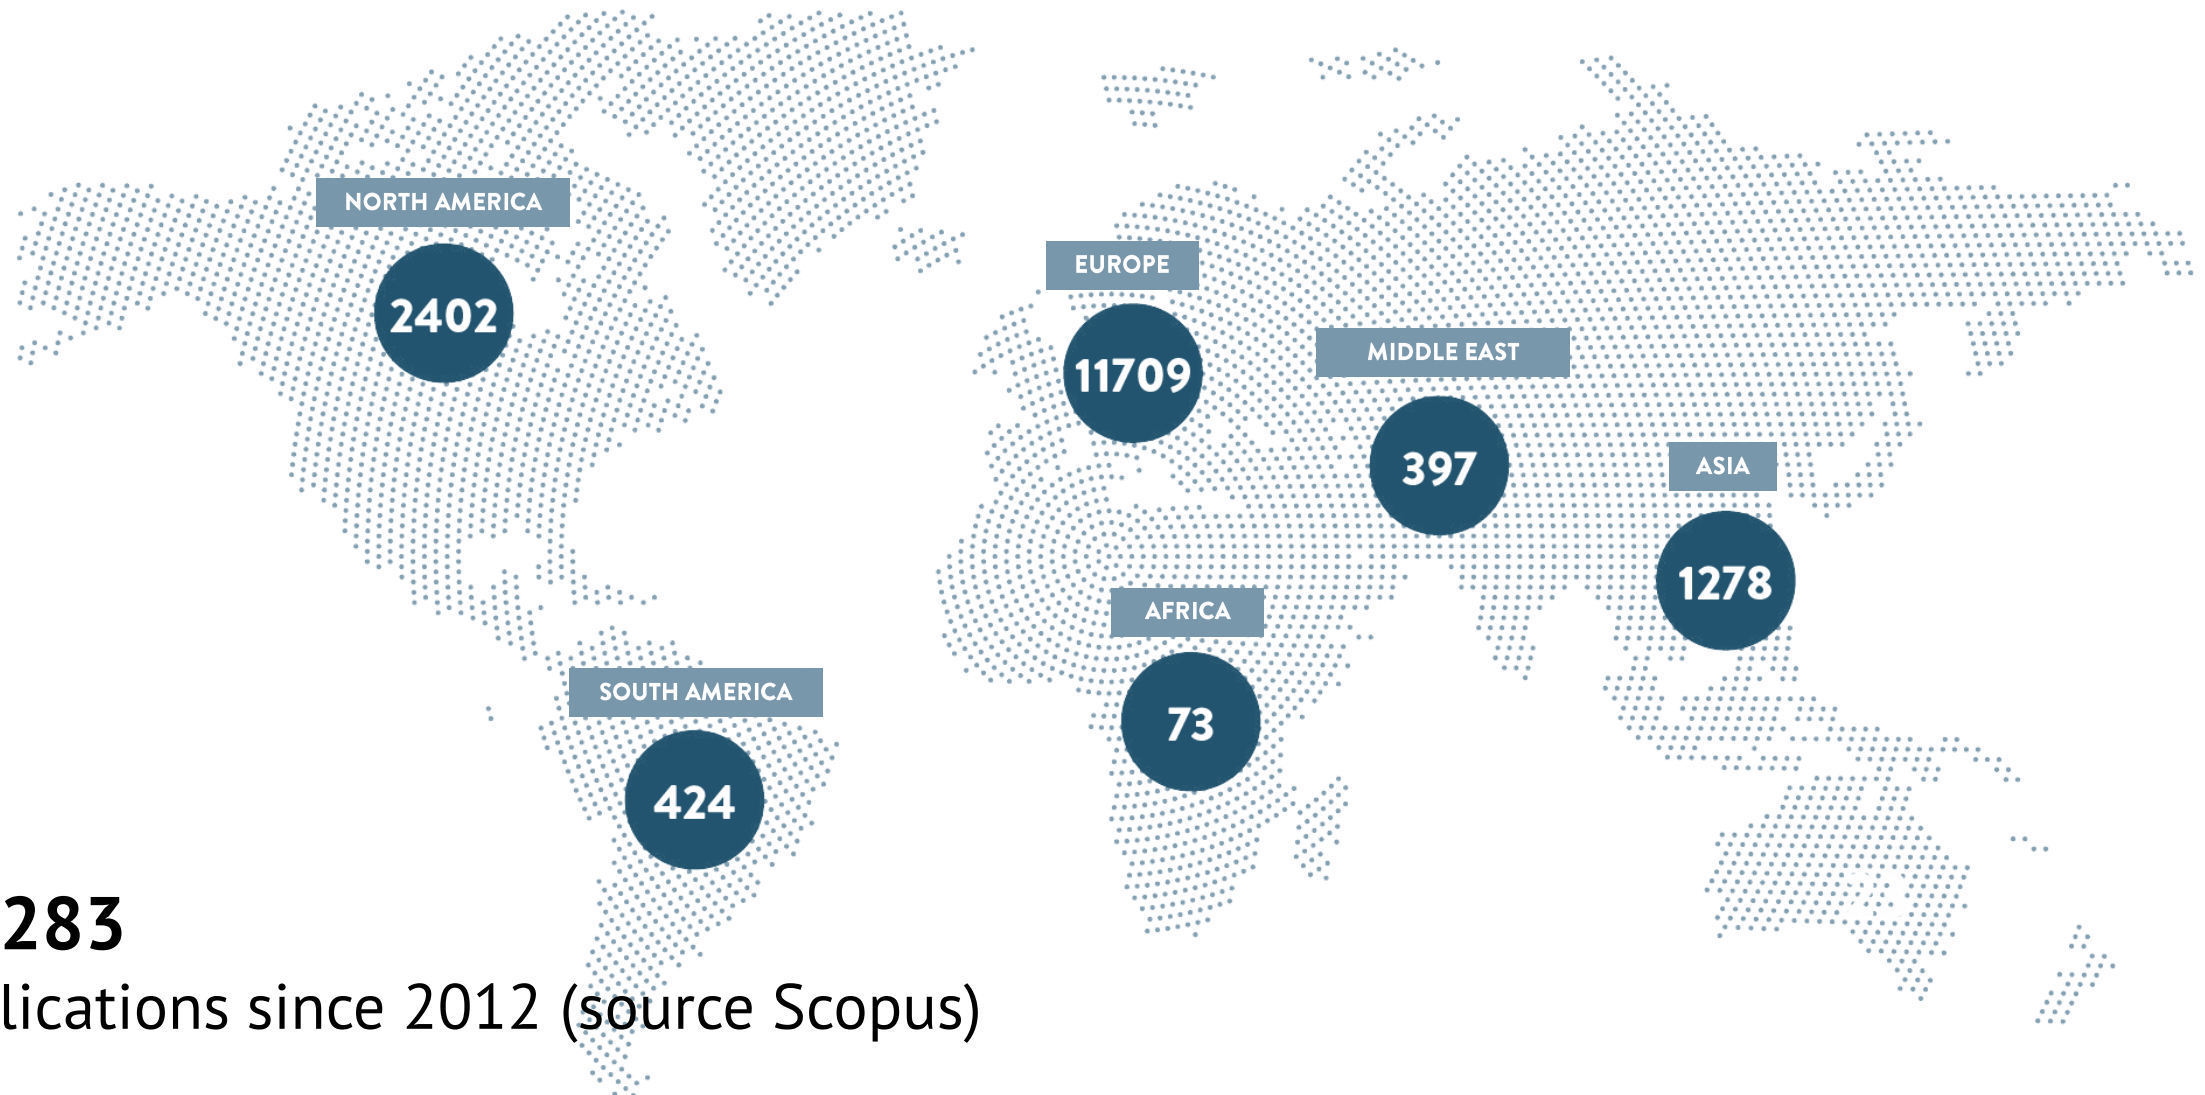 NORTH AMERICA
2402
EUROPE
11709
MIDDLE EAST
397
ASIA
1278
AFRICA
73
SOUTH AMERICA
424
283
lications since 2012 (source Scopus)